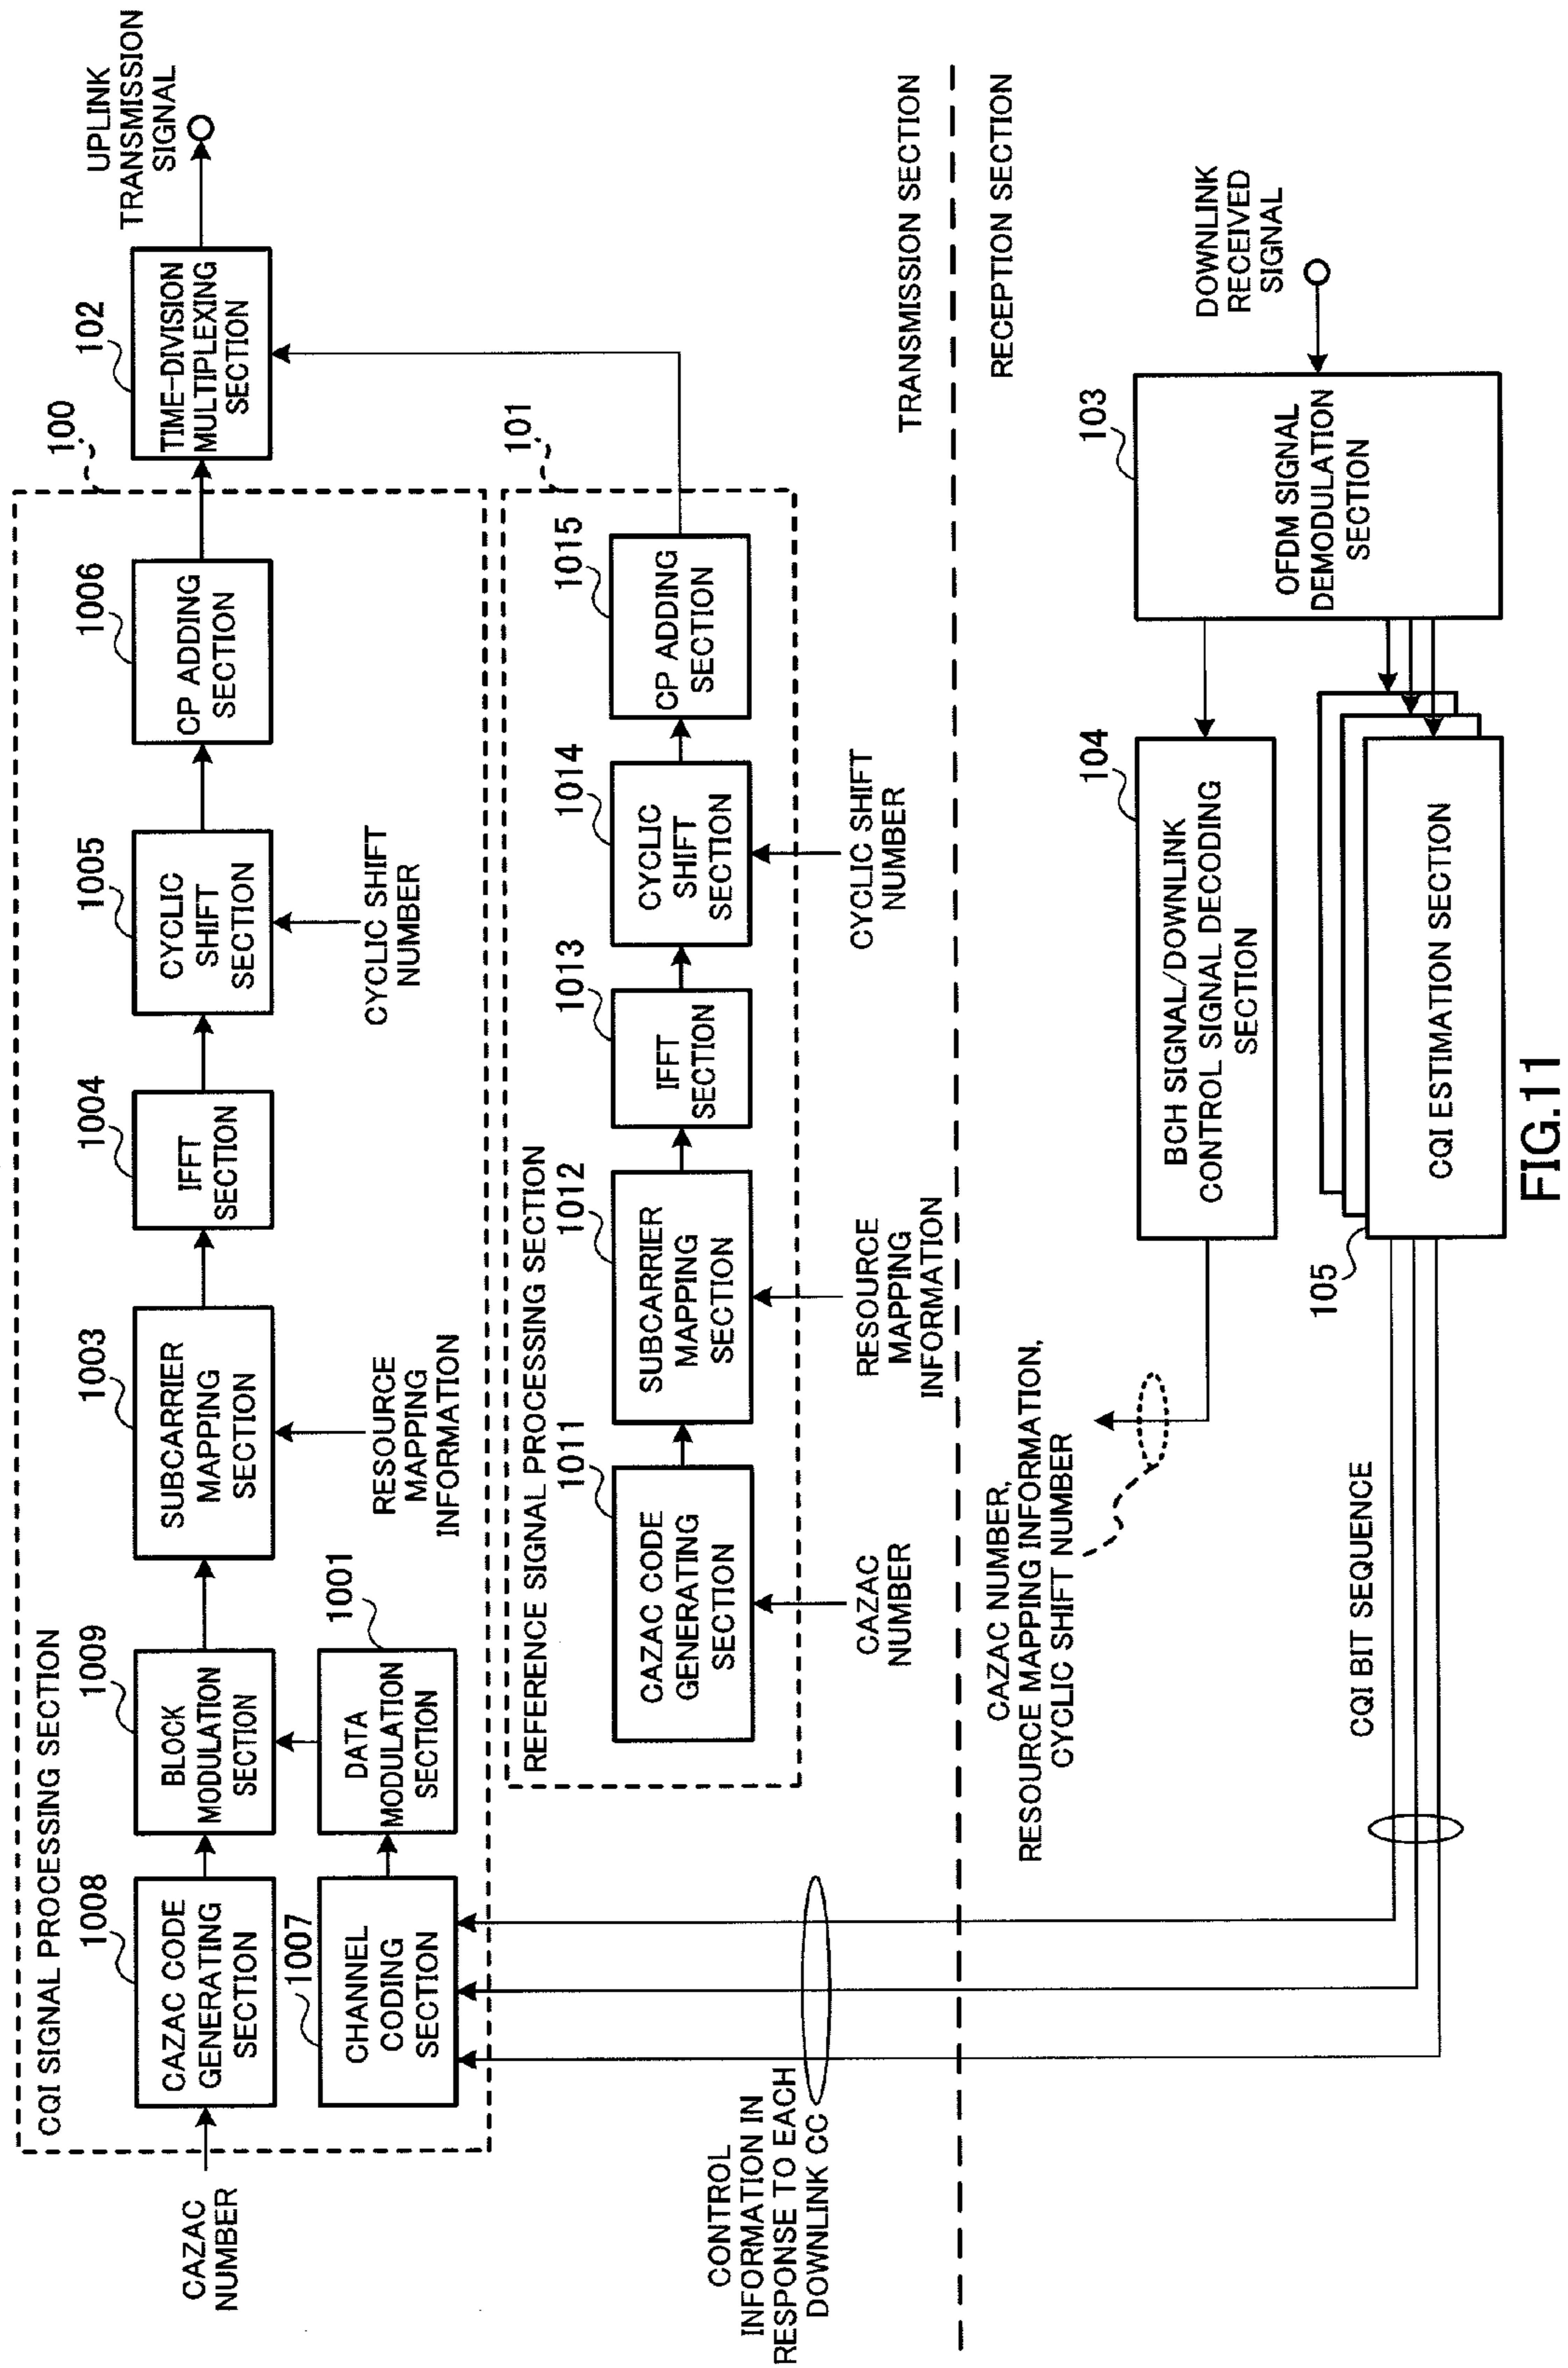 CQI SIGNAL PROCESSING SECTION
100
CAZAC
NUMBER
1008
CAZAC CODE
GENERATING
SECTION
1009
BLOCK
MODULATION
SECTION
1003
SUBCARRIER
MAPPING
SECTION
RESOURCE
MAPPING
INFORMATION
1004
IFFT
SECTION
1005
CYCLIC
SHIFT
SECTION
CYCLIC SHIFT
NUMBER
1006
CP ADDING
SECTION
102
TIME-DIVISION
MULTIPLEXING
SECTION
UPLINK
TRANSMISSION
SIGNAL
1007
CHANNEL
CODING
SECTION
1001
DATA
MODULATION
SECTION
REFERENCE SIGNAL PROCESSING SECTION
101
1011
CAZAC CODE
GENERATING
SECTION
CAZAC
NUMBER
1012
SUBCARRIER
MAPPING
SECTION
RESOURCE
MAPPING
INFORMATION
1013
IFFT
SECTION
1014
CYCLIC
SHIFT
SECTION
CYCLIC SHIFT
NUMBER
1015
CP ADDING
SECTION
CONTROL
INFORMATION IN
RESPONSE TO EACH
DOWNLINK CC
TRANSMISSION SECTION
RECEPTION SECTION
CAZAC NUMBER,
RESOURCE MAPPING INFORMATION,
CYCLIC SHIFT NUMBER
104
BCH SIGNAL/DOWNLINK
CONTROL SIGNAL DECODING
SECTION
103
OFDM SIGNAL
DEMODULATION
SECTION
DOWNLINK
RECEIVED
SIGNAL
CQI BIT SEQUENCE
105
CQI ESTIMATION SECTION
FIG.11